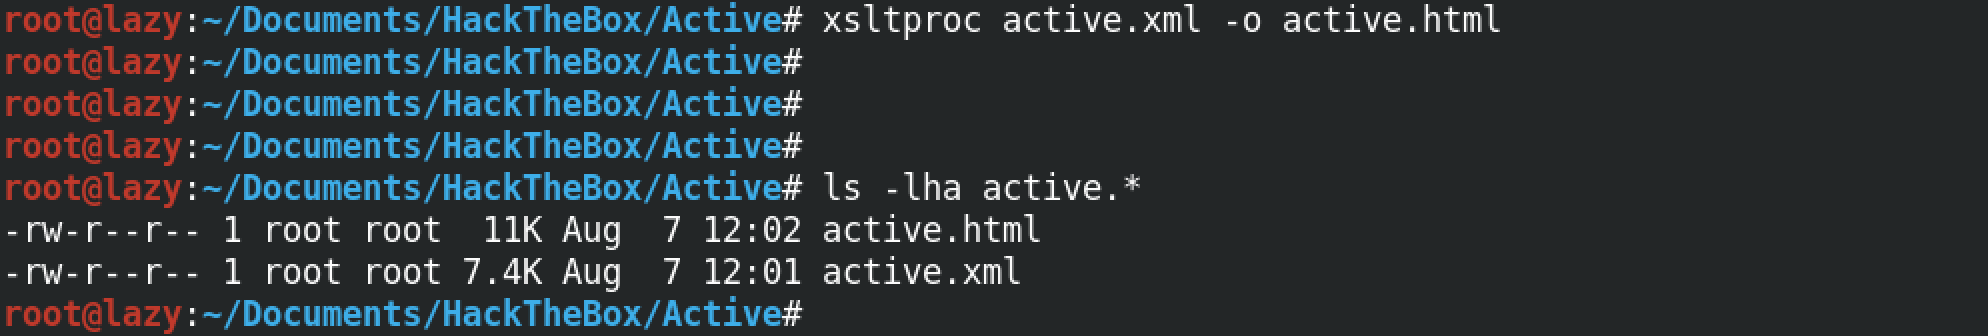 root@lazy:~/Documents/HackTheBox/Active# xsltproc active.xml -o active.html
root@lazy:~/Documents/HackTheBox/Active#
root@lazy:~/Documents/HackTheBox/Active#
root@lazy:~/Documents/HackTheBox/Active#
root@lazy:~/Documents/HackTheBox/Active# ls -lha active.*
-rw-r--r-- 1 root root  11K Aug  7 12:02 active.html
-rw-r--r-- 1 root root 7.4K Aug  7 12:01 active.xml
root@lazy:~/Documents/HackTheBox/Active#